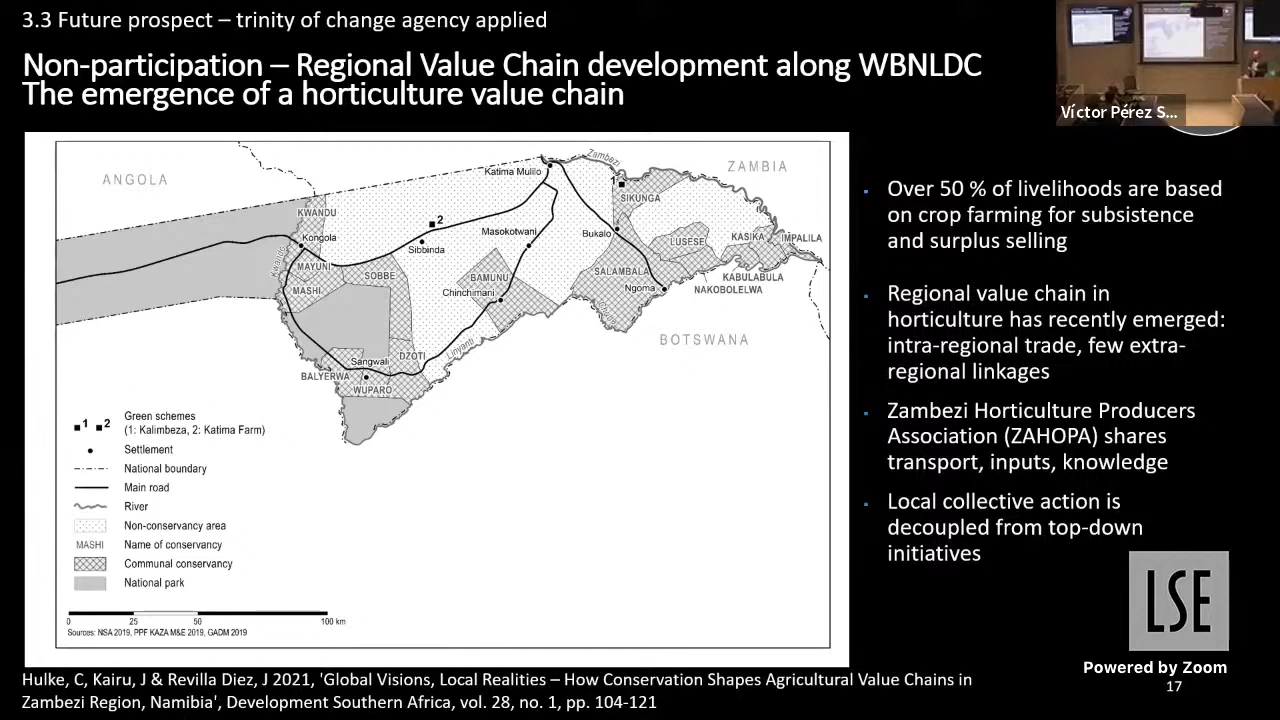 3.3 Future prospect – trinity of change agency applied
Non-participation – Regional Value Chain development along WBNLDC
The emergence of a horticulture value chain
Víctor Pérez S...
ANGOLA
ZAMBIA
BOTSWANA
Zambezi
Katima Mulilo
SIKUNGA
KWANDU
2
Kongola
Sibbinda
Masokotwani
Bukalo
LUSESE
KASIKA
IMPALILA
Kwando
MAYUNI
SOBBE
MASHI
BAMUNU
Chinchimani
SALAMBALA
Ngoma
KABULABULA
NAKOBOLELWA
Linyanti
DZOTI
Sangwali
BALYERWA
WUPARO
1 2
Green schemes
(1: Kalimbeza, 2: Katima Farm)
Settlement
National boundary
Main road
River
Non-conservancy area
MASHI Name of conservancy
Communal conservancy
National park
0 25 50 100 km
Sources: NSA 2019, PPF KAZA M&E 2019, GADM 2019
Over 50 % of livelihoods are based
on crop farming for subsistence
and surplus selling
Regional value chain in
horticulture has recently emerged:
intra-regional trade, few extra-
regional linkages
Zambezi Horticulture Producers
Association (ZAHOPA) shares
transport, inputs, knowledge
Local collective action is
decoupled from top-down
initiatives
LSE
Powered by Zoom
17
Hulke, C, Kairu, J & Revilla Diez, J 2021, 'Global Visions, Local Realities – How Conservation Shapes Agricultural Value Chains in
Zambezi Region, Namibia', Development Southern Africa, vol. 28, no. 1, pp. 104-121